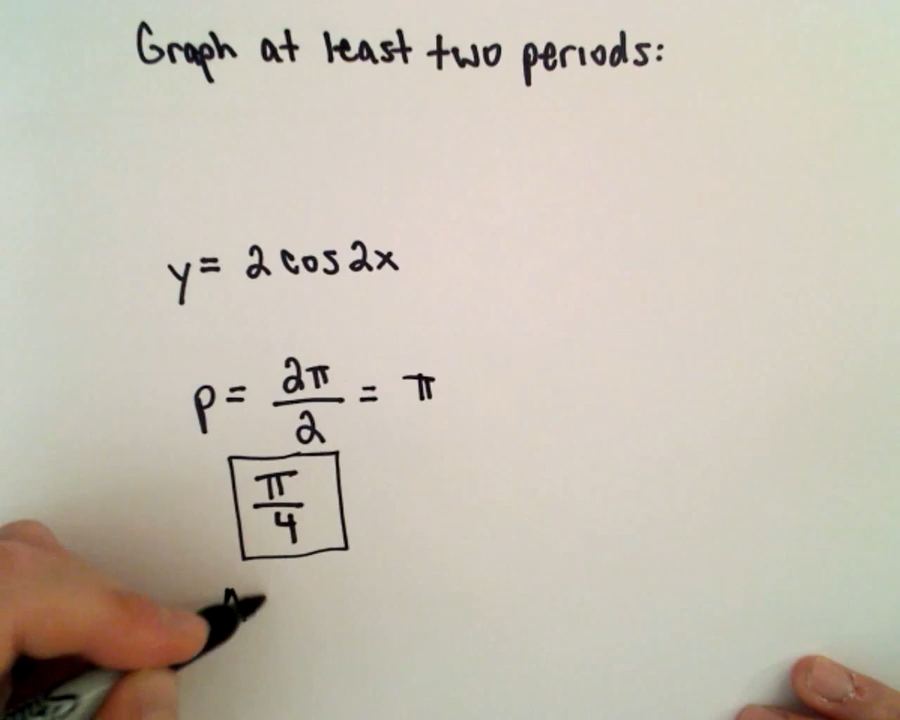 Graph at least two periods:
y = 2 cos 2x
p = 2π/2 = π
π/4